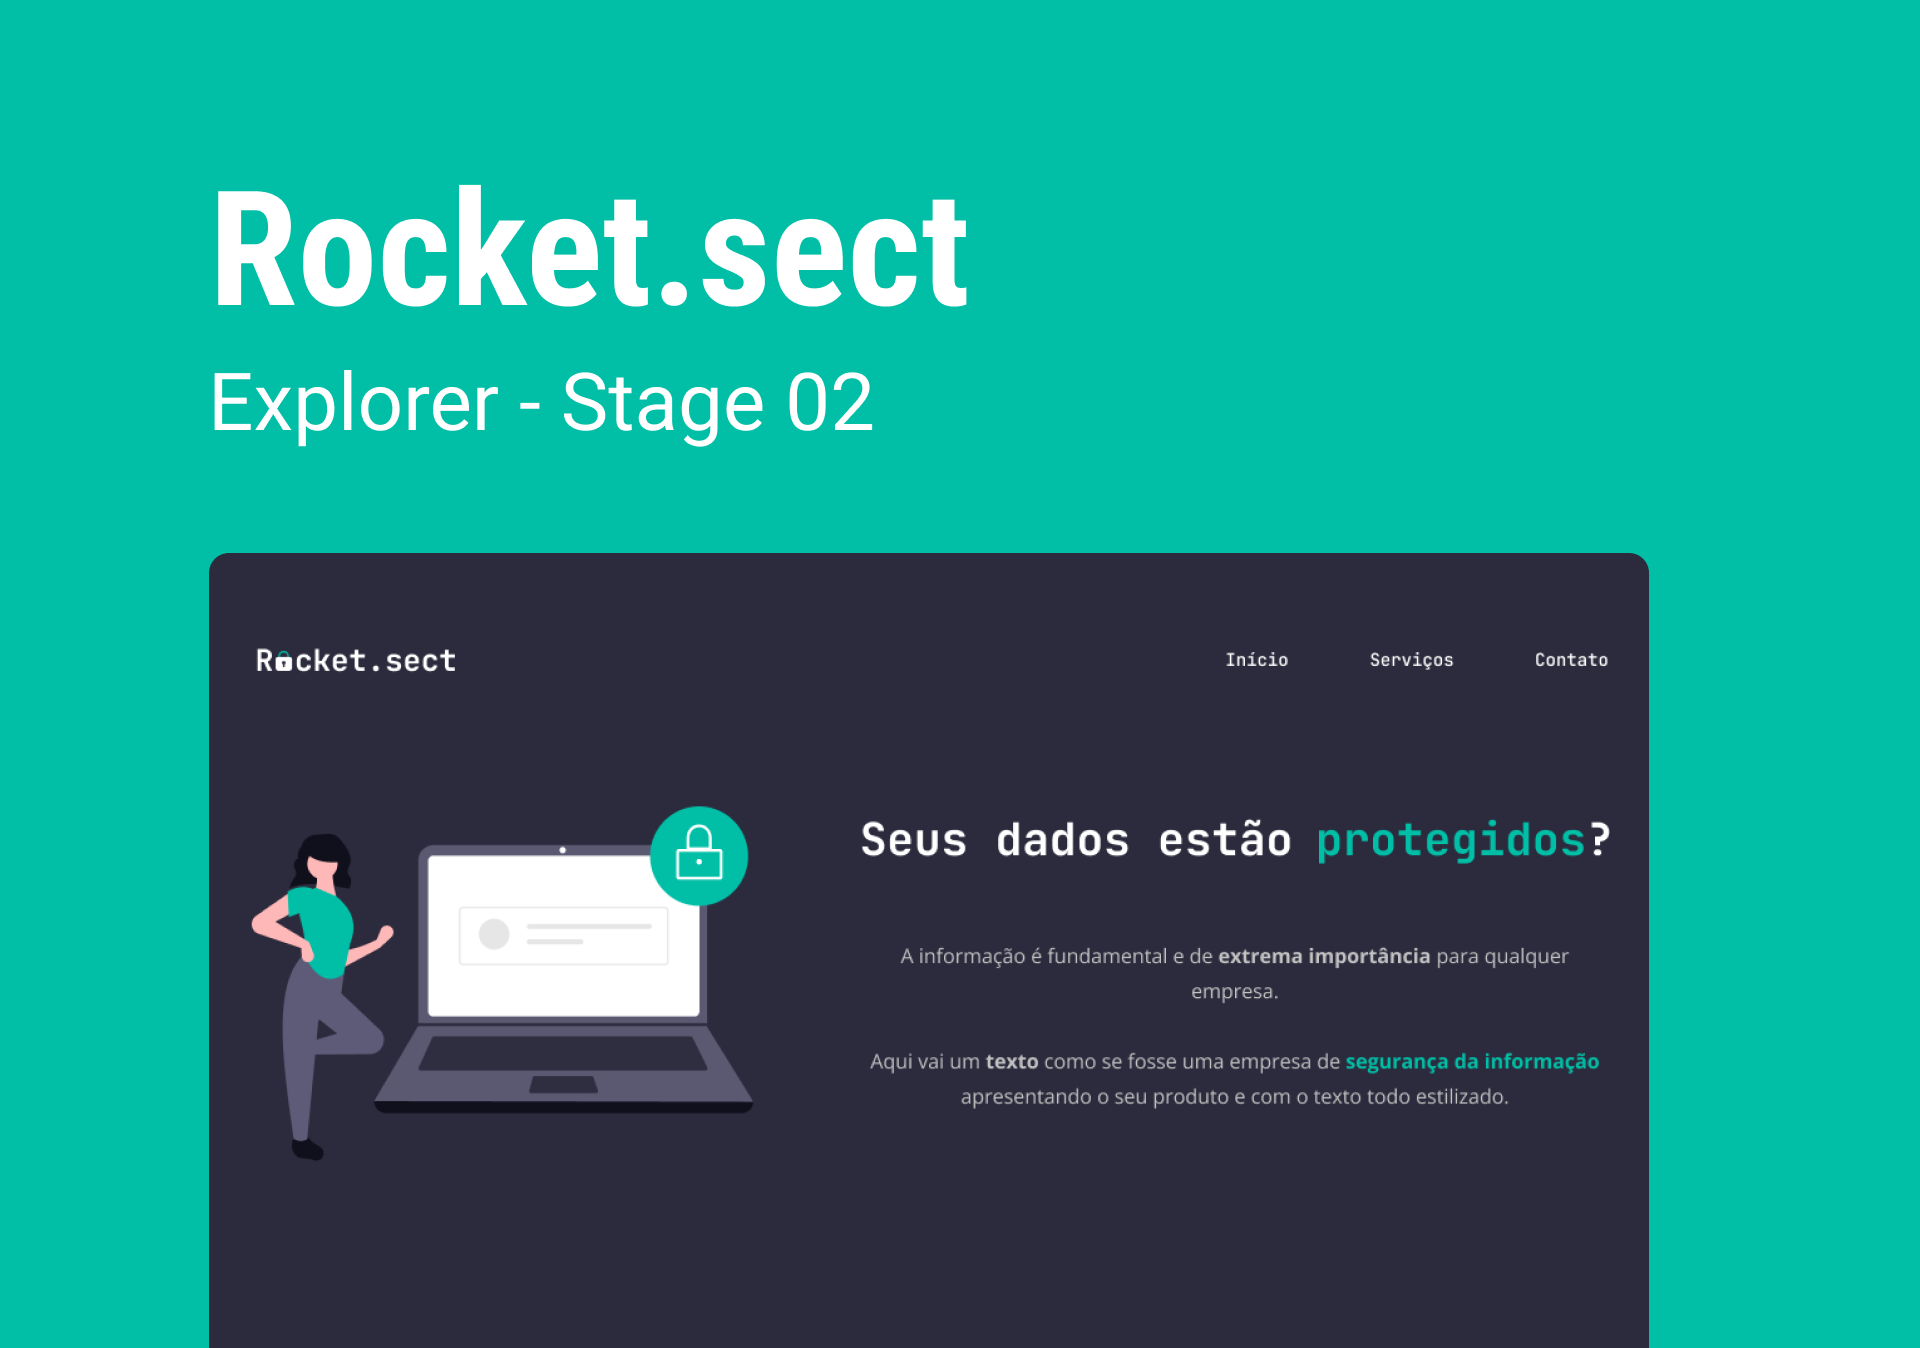 Rocket.sect
Explorer - Stage 02
Rocket.sect
Início
Serviços
Contato
Seus dados estão protegidos?
A informação é fundamental e de extrema importância para qualquer
empresa.
Aqui vai um texto como se fosse uma empresa de segurança da informação
apresentando o seu produto e com o texto todo estilizado.